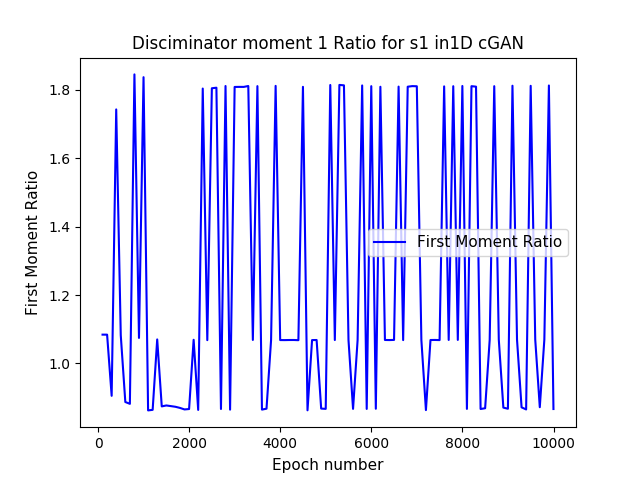 Disciminator moment 1 Ratio for s1 in1D cGAN
First Moment Ratio
1.8
1.6
1.4
1.2
1.0
First Moment Ratio
0
2000
4000
6000
8000
10000
Epoch number